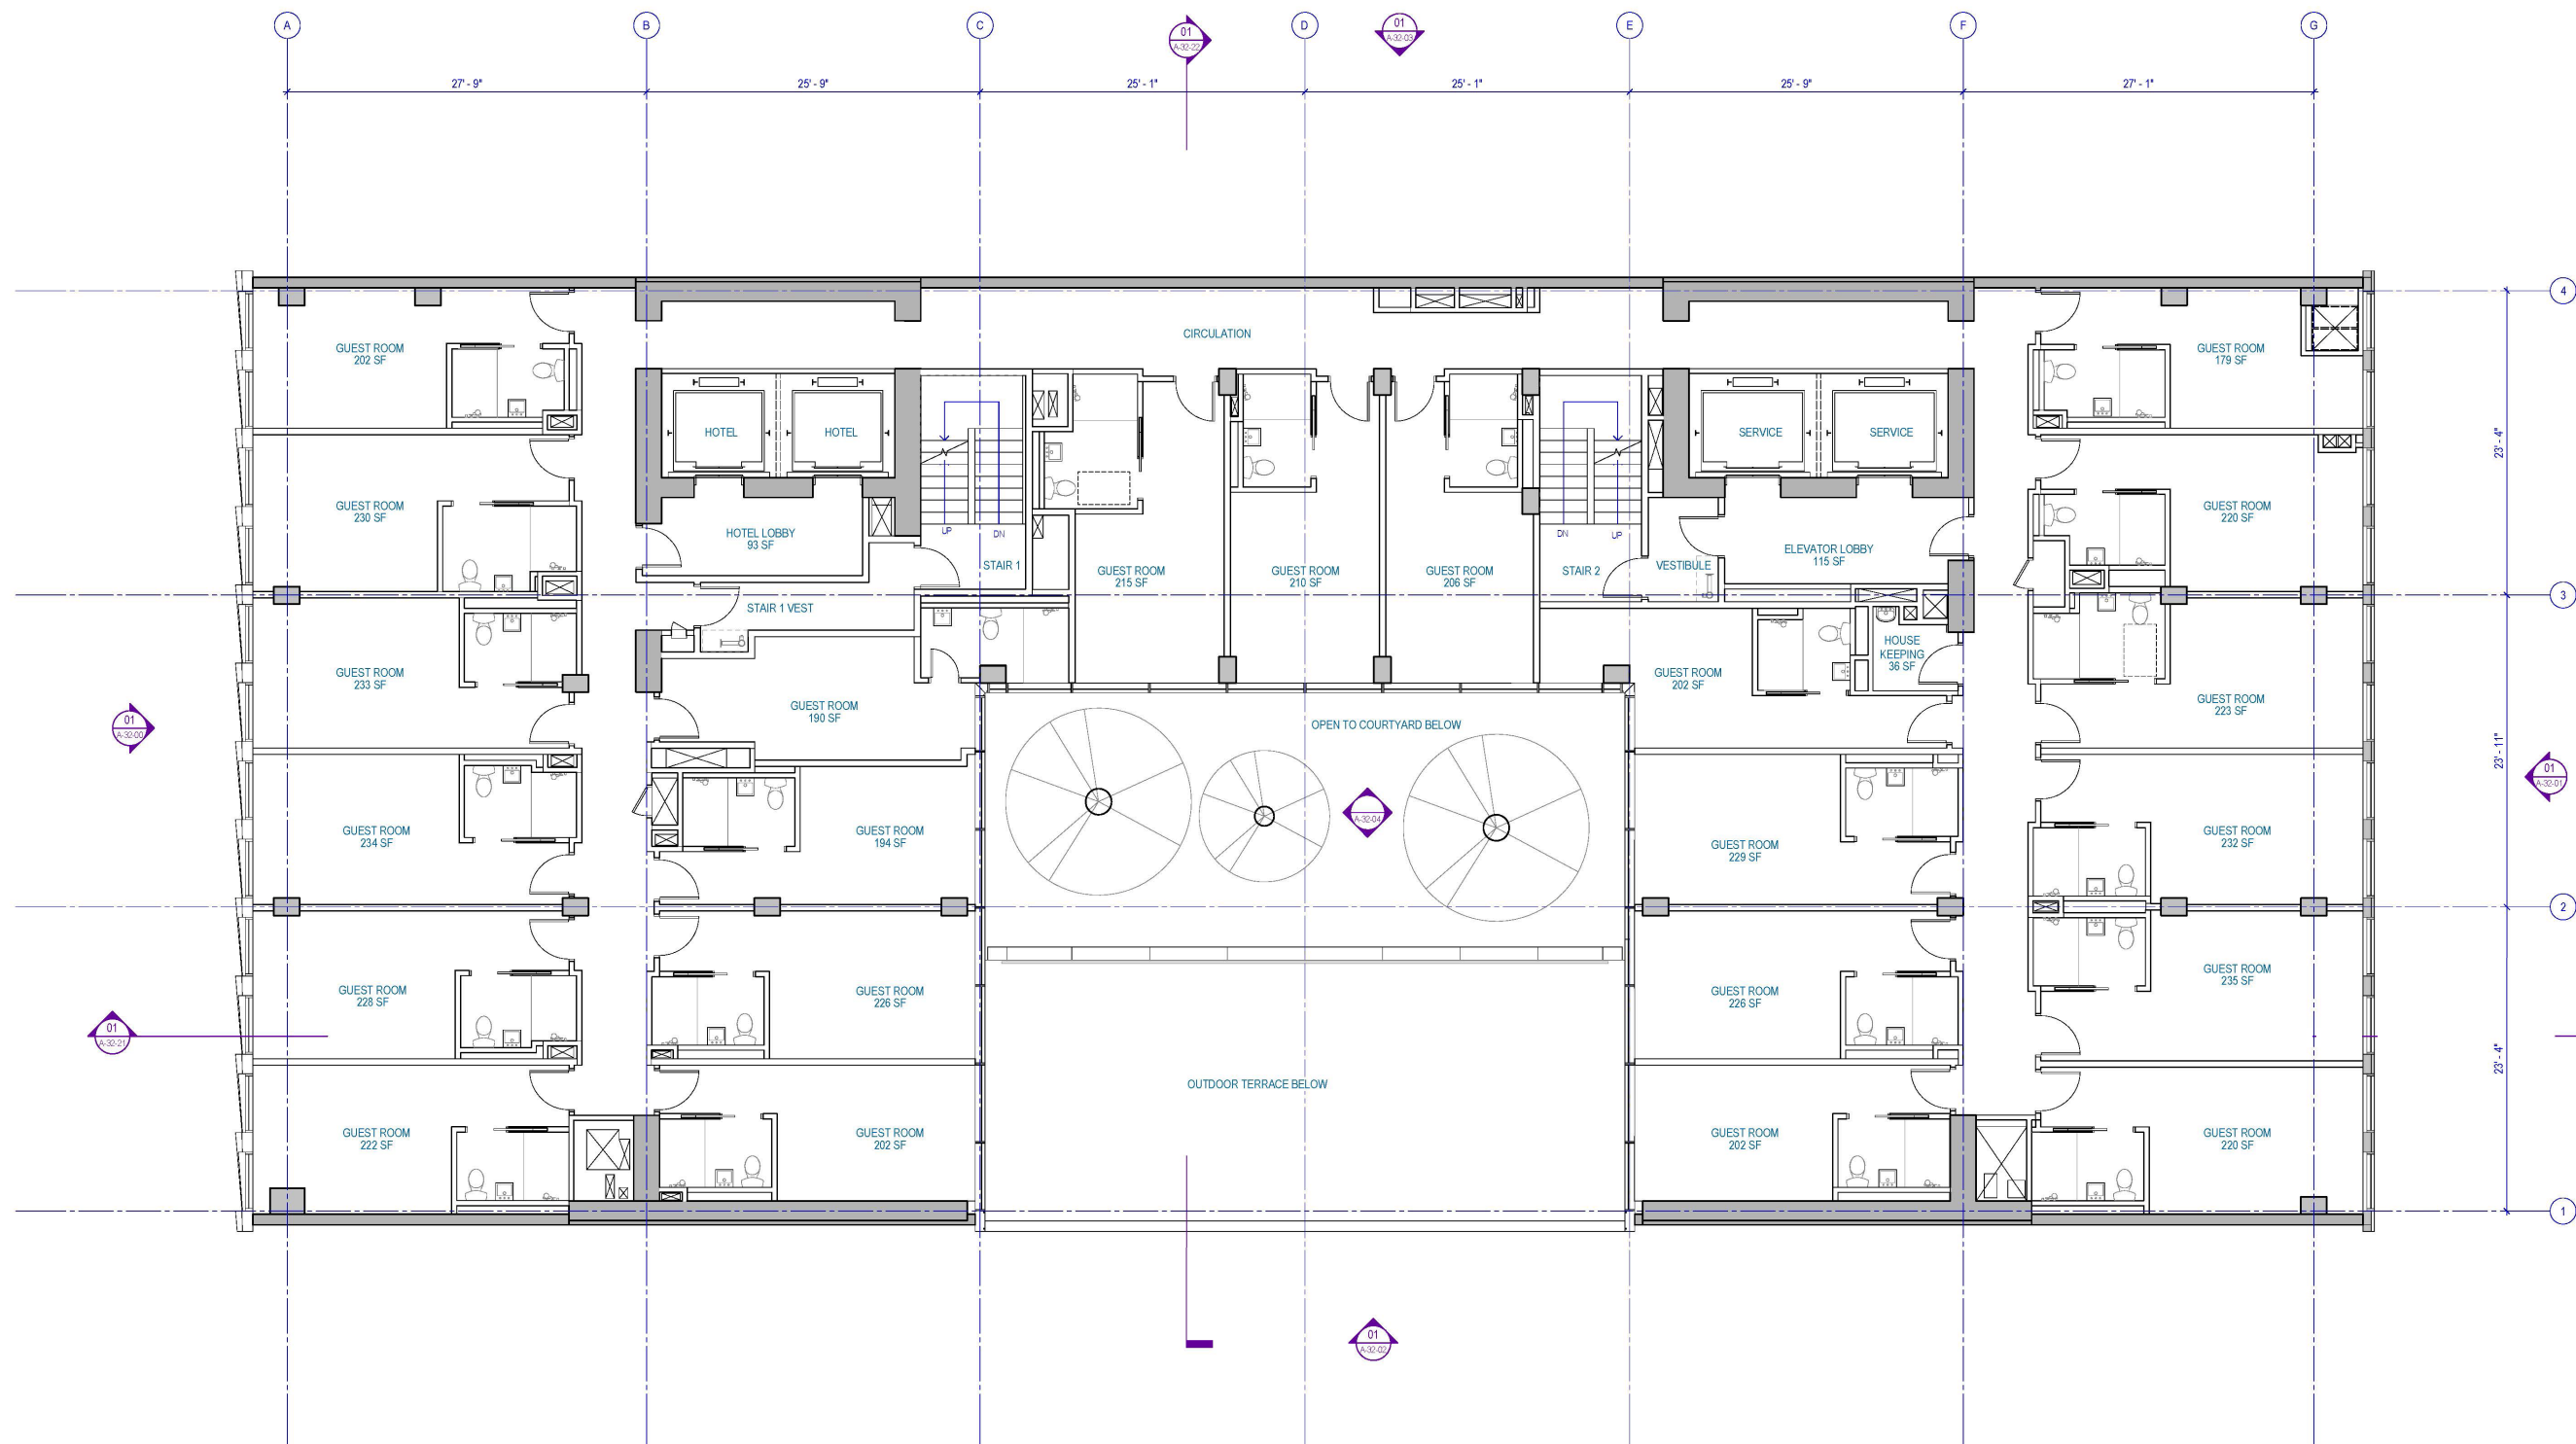 A
B
C
D
E
F
G
01
A-32-22
01
A-32-03
27' - 9"
25' - 9"
25' - 1"
25' - 1"
25' - 9"
27' - 1"
4
CIRCULATION
GUEST ROOM
202 SF
GUEST ROOM
179 SF
HOTEL
HOTEL
SERVICE
SERVICE
23' - 4"
GUEST ROOM
230 SF
GUEST ROOM
220 SF
HOTEL LOBBY
93 SF
UP
DN
STAIR 1
DN
UP
STAIR 2
VESTIBULE
ELEVATOR LOBBY
115 SF
GUEST ROOM
215 SF
GUEST ROOM
210 SF
GUEST ROOM
206 SF
3
STAIR 1 VEST
HOUSE
KEEPING
36 SF
GUEST ROOM
233 SF
GUEST ROOM
202 SF
GUEST ROOM
190 SF
GUEST ROOM
223 SF
OPEN TO COURTYARD BELOW
01
A-32-00
23' - 11"
01
A-32-01
A-32-04
GUEST ROOM
234 SF
GUEST ROOM
194 SF
GUEST ROOM
229 SF
GUEST ROOM
232 SF
2
GUEST ROOM
228 SF
GUEST ROOM
226 SF
GUEST ROOM
226 SF
GUEST ROOM
235 SF
01
A-32-21
23' - 4"
OUTDOOR TERRACE BELOW
GUEST ROOM
222 SF
GUEST ROOM
202 SF
GUEST ROOM
202 SF
GUEST ROOM
220 SF
1
01
A-32-02